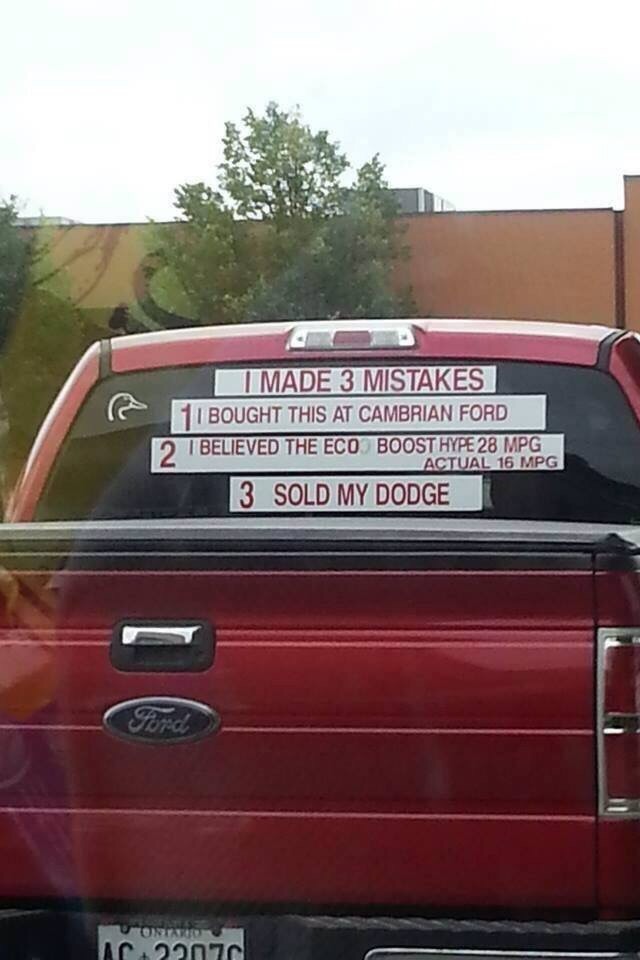 I MADE 3 MISTAKES
1 I BOUGHT THIS AT CAMBRIAN FORD
2 I BELIEVED THE ECO BOOST HYPE 28 MPG
ACTUAL 16 MPG
3 SOLD MY DODGE
Ford
ONTARIO